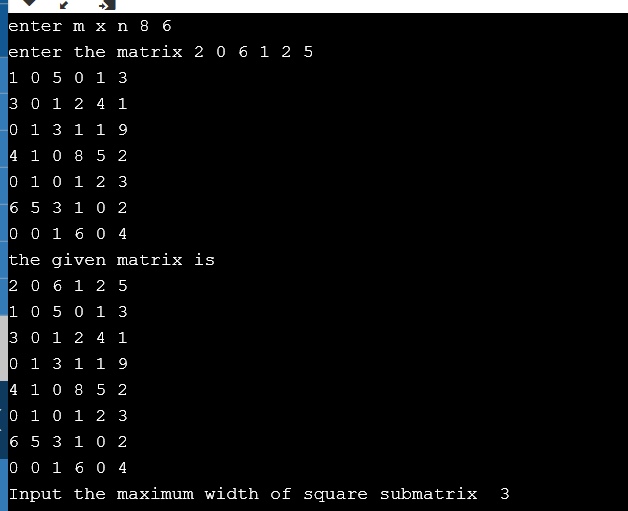 enter m x n 8 6
enter the matrix 2 0 6 1 2 5
1 0 5 0 1 3
3 0 1 2 4 1
0 1 3 1 1 9
4 1 0 8 5 2
0 1 0 1 2 3
6 5 3 1 0 2
0 0 1 6 0 4
the given matrix is
2 0 6 1 2 5
1 0 5 0 1 3
3 0 1 2 4 1
0 1 3 1 1 9
4 1 0 8 5 2
0 1 0 1 2 3
6 5 3 1 0 2
0 0 1 6 0 4
Input the maximum width of square submatrix  3